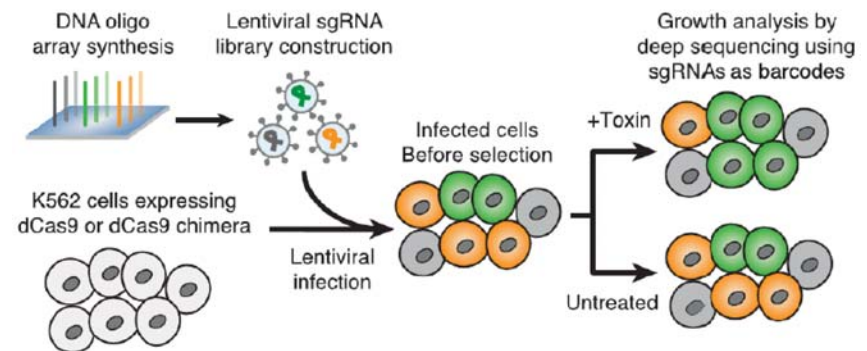 DNA oligo
array synthesis
Lentiviral sgRNA
library construction
Growth analysis by
deep sequencing using
sgRNAs as barcodes
K562 cells expressing
dCas9 or dCas9 chimera
Lentiviral
infection
Infected cells
Before selection
+Toxin
Untreated